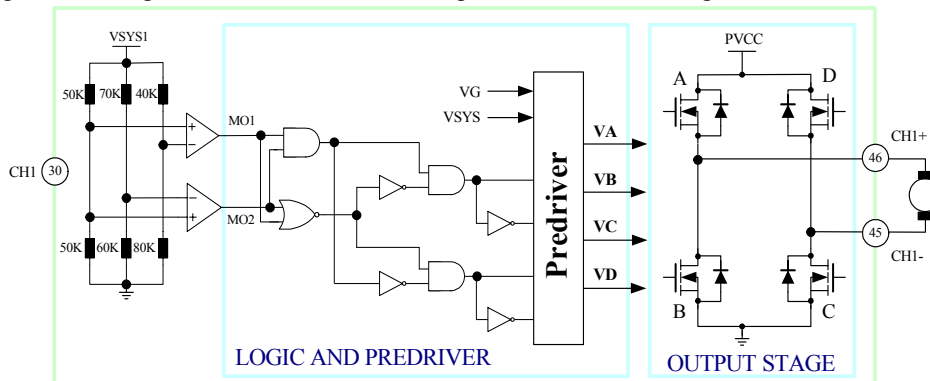 VSYS1
50K 70K 40K
CH1 30
50K 60K 80K
MO1
MO2
VG
VSYS
Predriver
VA
VB
VC
VD
LOGIC AND PREDRIVER
PVCC
A
D
B
C
46
CH1+
45
CH1-
OUTPUT STAGE